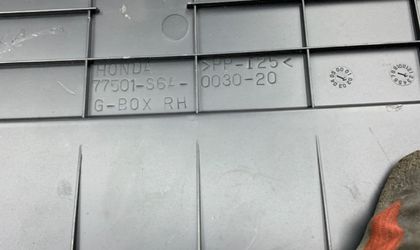 HONDA >PP-T25<
77501-S6A- 0030-20
G-BOX RH